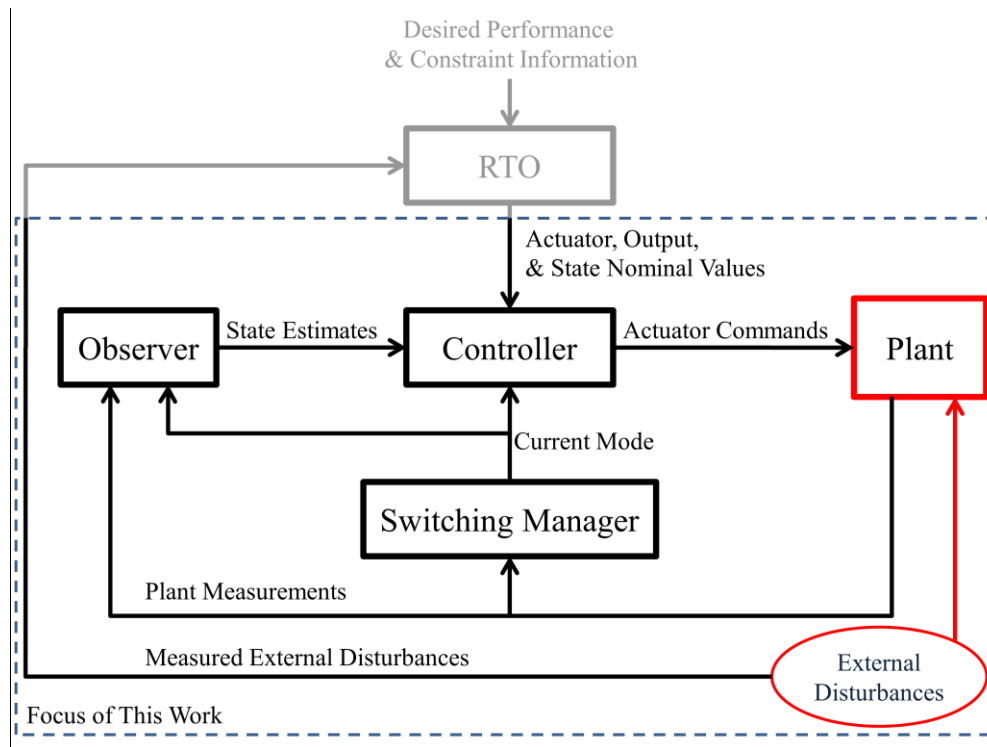 Desired Performance
& Constraint Information
RTO
Actuator, Output,
& State Nominal Values
Observer
State Estimates
Controller
Actuator Commands
Plant
Current Mode
Switching Manager
Plant Measurements
Measured External Disturbances
External
Disturbances
Focus of This Work